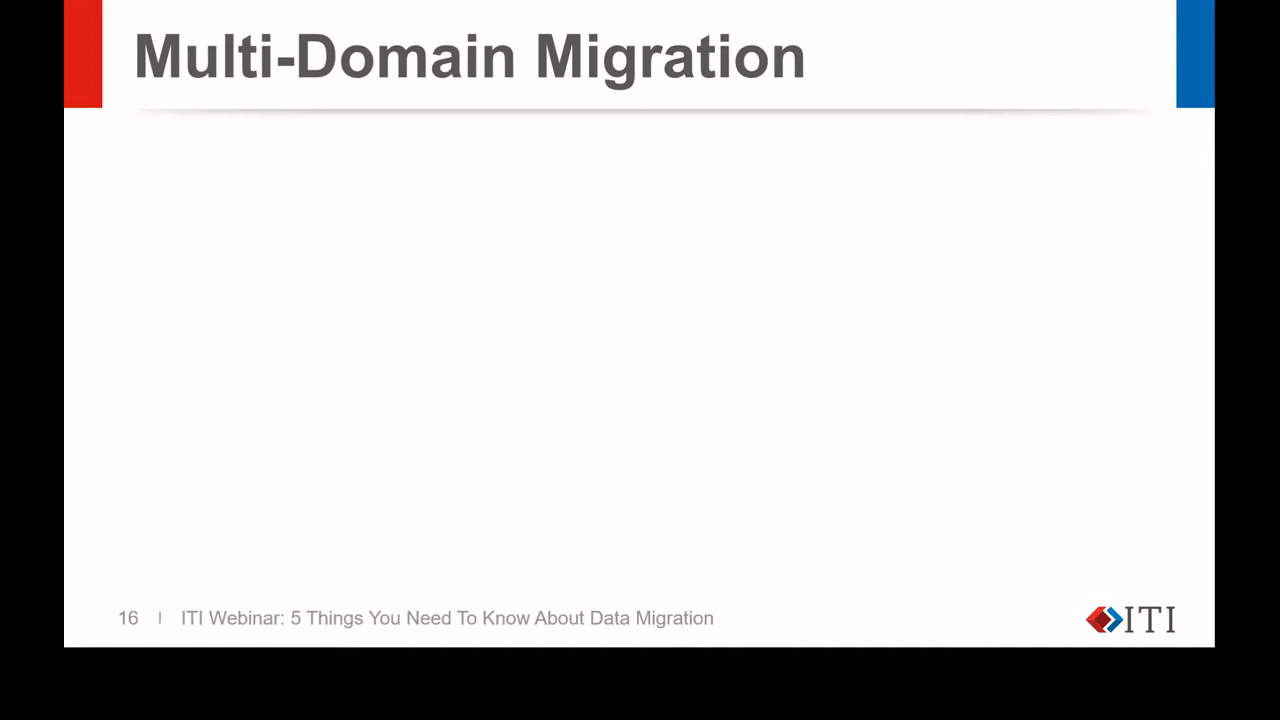 Multi-Domain Migration
16 | ITI Webinar: 5 Things You Need To Know About Data Migration
ITI